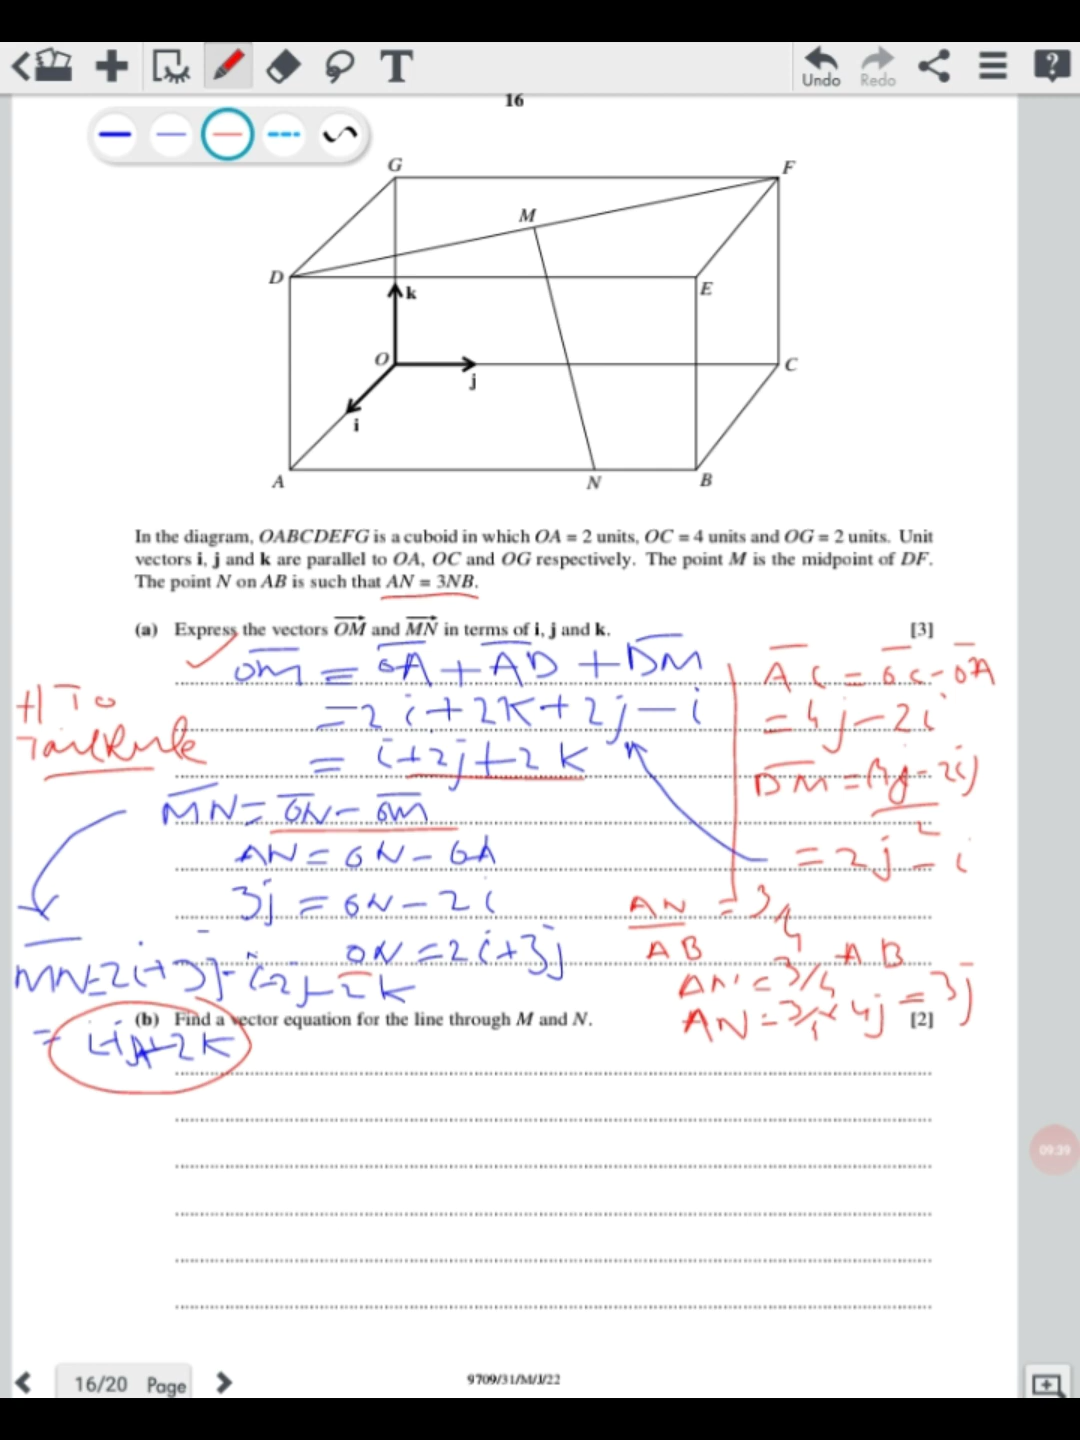 T
Undo
Redo
?
16
G
F
M
D
E
k
O
j
C
i
A
N
B
In the diagram, OABCDEFG is a cuboid in which OA = 2 units, OC = 4 units and OG = 2 units. Unit
vectors i, j and k are parallel to OA, OC and OG respectively. The point M is the midpoint of DF.
The point N on AB is such that AN = 3NB.
(a) Express the vectors OM and MN in terms of i, j and k. [3]
OM = OA + AD + DM
= 2i + 2k + 2j - i
= i + 2j + 2k
H To
Tail Rule
AC = OC - OA
= 4j - 2i
DM = (4j - 2i)
2
= 2j - i
MN = ON - OM
AN = ON - OA
3j = ON - 2i
ON = 2i + 3j
AN = 3/4
AB
AN = 3/4 AB
AN = 3/4 x 4j = 3j
MN = 2i + 3j - i - 2j - 2k
= i + j - 2k
(b) Find a vector equation for the line through M and N. [2]
09:39
16/20 Page
9709/31/M/J/22